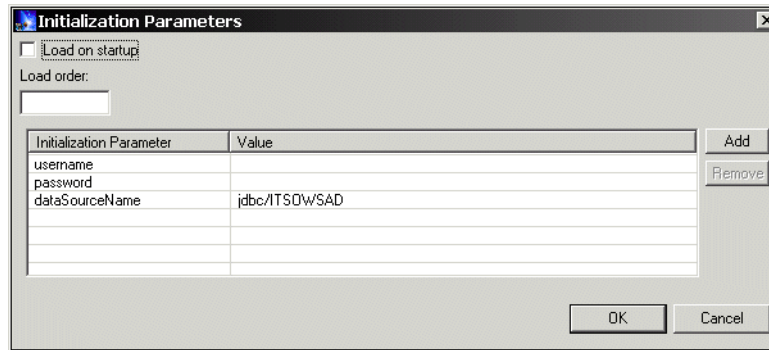 Initialization Parameters
Load on startup
Load order:
Initialization Parameter Value
Add
username
Remove
password
dataSourceName jdbc/ITSOWSAD
OK Cancel